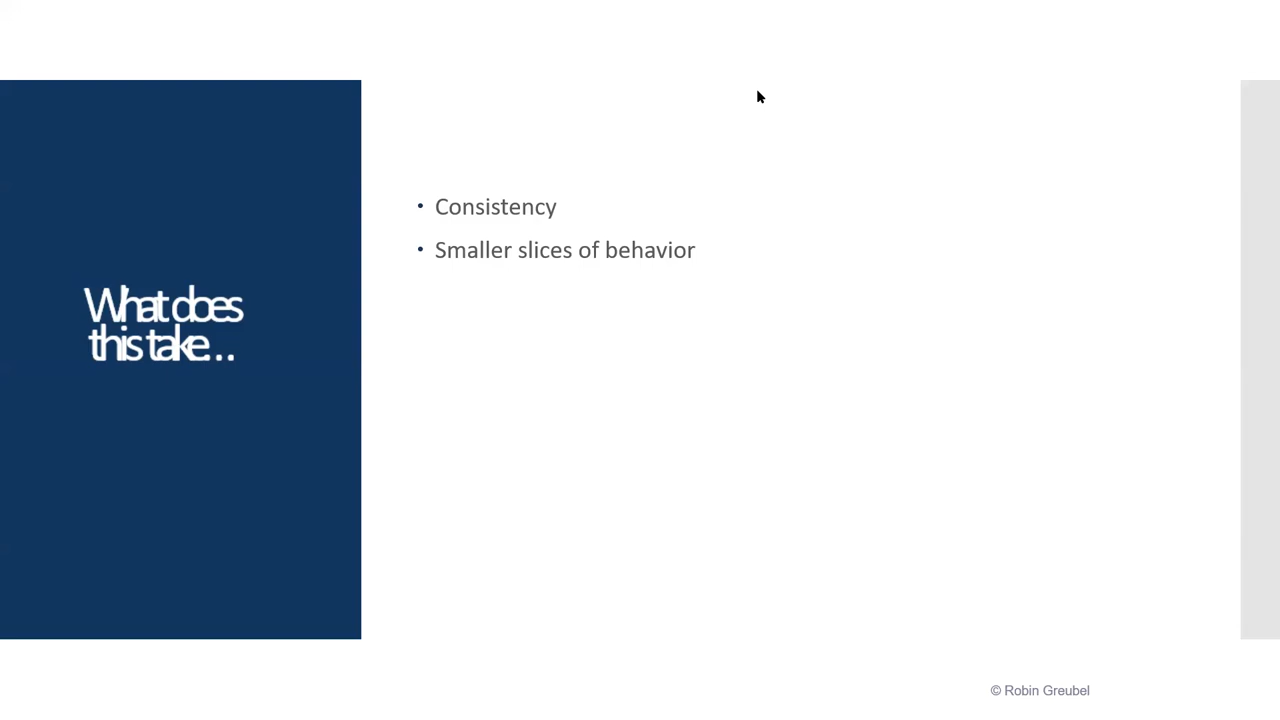 What does
this take…
• Consistency
• Smaller slices of behavior
© Robin Greubel